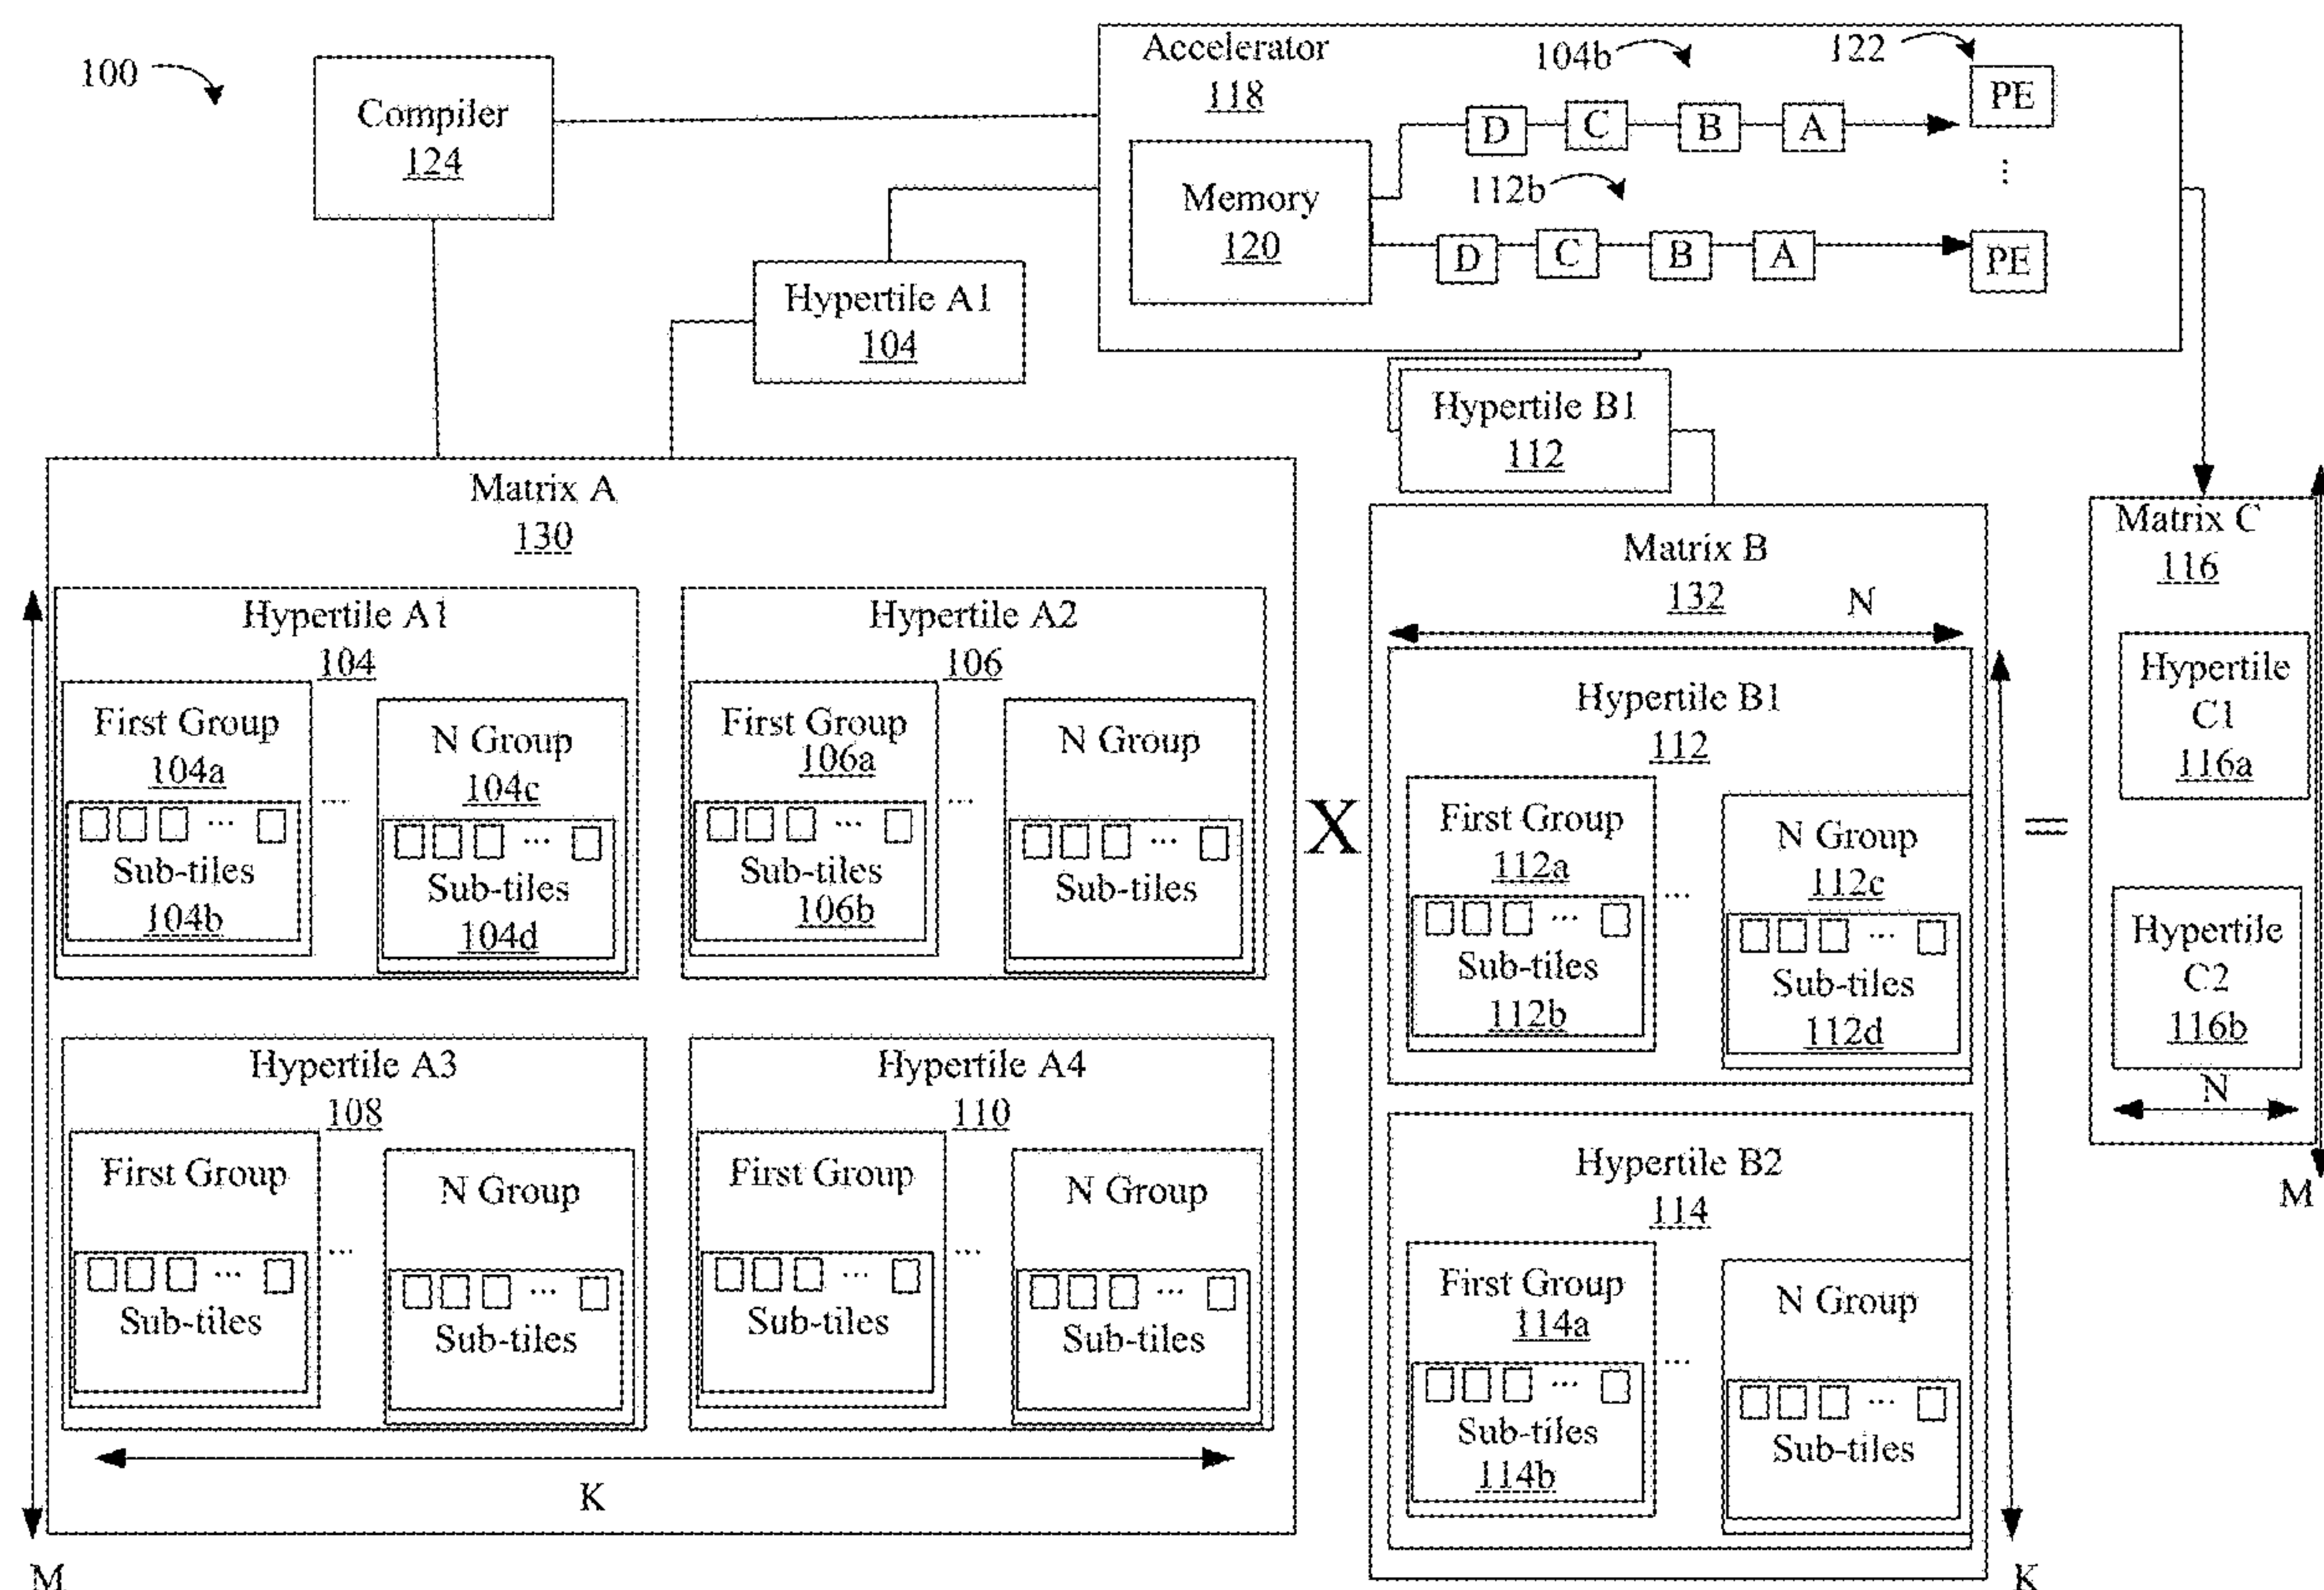 100
Compiler
124
Accelerator
118
104b
122
PE
D
C
B
A
...
Memory
120
112b
D
C
B
A
PE
Hypertile A1
104
Hypertile B1
112
Matrix A
130
Hypertile A1
104
First Group
104a
...
Sub-tiles
104b
...
N Group
104c
...
Sub-tiles
104d
Hypertile A2
106
First Group
106a
...
Sub-tiles
106b
...
N Group
...
Sub-tiles
Hypertile A3
108
First Group
...
Sub-tiles
...
N Group
...
Sub-tiles
Hypertile A4
110
First Group
...
Sub-tiles
...
N Group
...
Sub-tiles
K
M
X
Matrix B
132
N
Hypertile B1
112
First Group
112a
...
Sub-tiles
112b
...
N Group
112c
...
Sub-tiles
112d
Hypertile B2
114
First Group
114a
...
Sub-tiles
114b
...
N Group
...
Sub-tiles
K
=
Matrix C
116
Hypertile
C1
116a
Hypertile
C2
116b
N
M